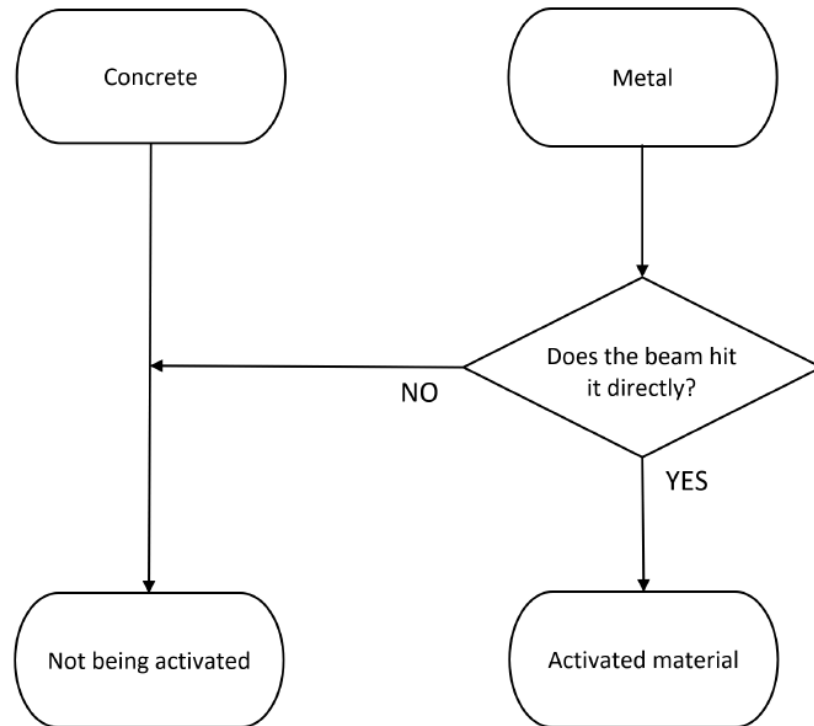 Concrete
Metal
Does the beam hit
it directly?
NO
YES
Not being activated
Activated material